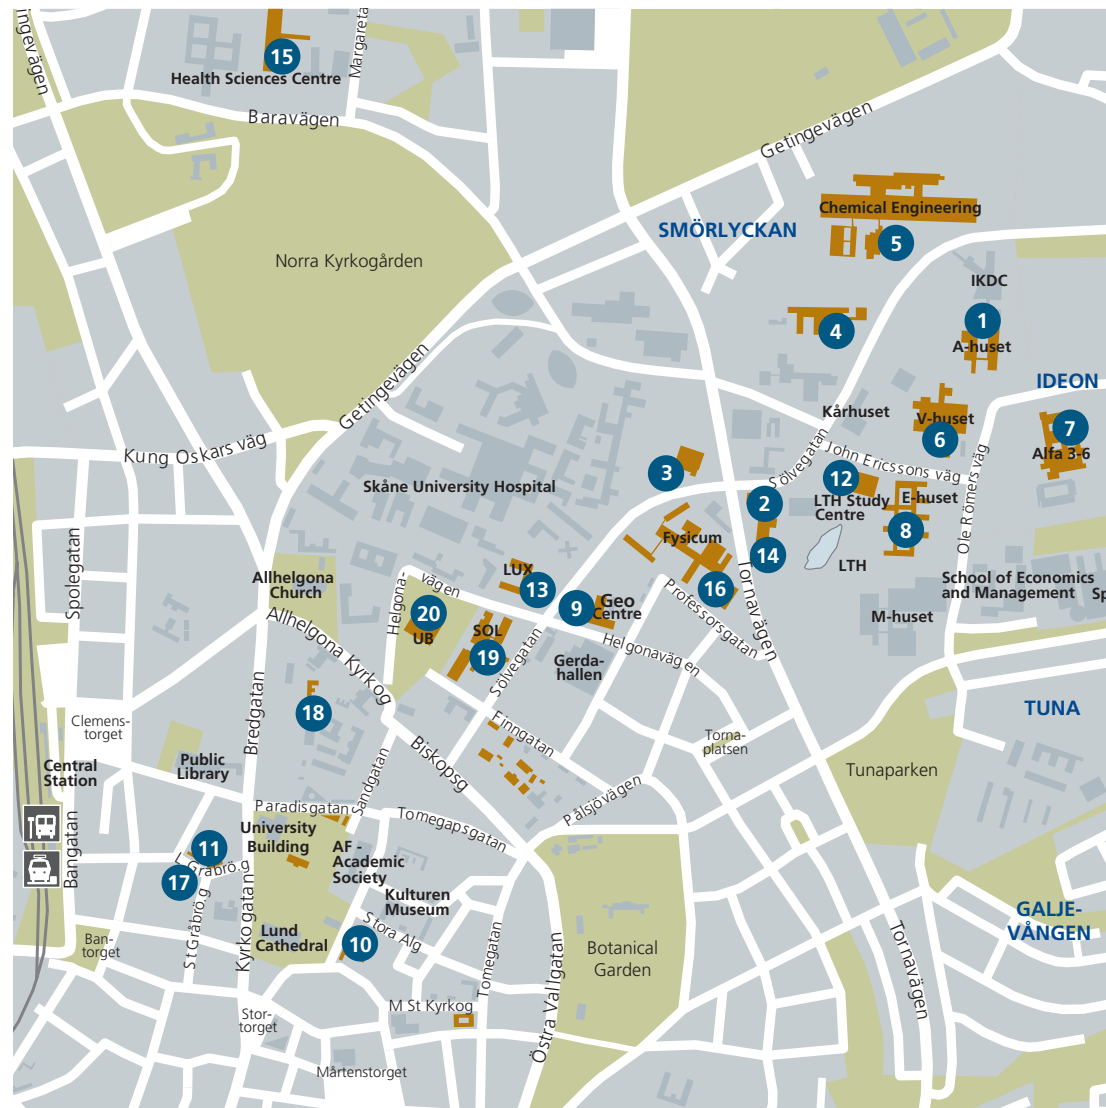 Getingevägen
Margareta
15
Health Sciences Centre
Baravägen
Getingevägen
Chemical Engineering
SMÖRLYCKAN
5
Norra Kyrkogården
IKDC
1
4
A-huset
Getingevägen
IDEON
Kårhuset
V-huset
7
6
Kung Oskars väg
Sölvegatan
John Ericssons väg
Alfa 3-6
3
12
Skåne University Hospital
2
LTH Study
Centre
E-huset
Ole Römers väg
8
Spolegatan
Fysicum
14
LTH
LUX
Allhelgona
Church
Helgona-
vägen
13
16
Tornavägen
School of Economics
and Management
Sp
9
Geo
Centre
Professorsgatan
20
UB
SOL
M-huset
Allhelgona Kyrkog
19
Sölvegatan
Helgonavägen
Gerda-
hallen
Bredgatan
18
TUNA
Clemens-
torget
Finngatan
Torna-
platsen
Biskopsg
Central
Station
Public
Library
Sandgatan
Tunaparken
Pålsjövägen
Paradisgatan
Tomegapsgatan
University
Building
11
AF -
Academic
Society
Bangatan
L Gråbrö.g
17
St Gråbrö.g
Kyrkogatan
Kulturen
Museum
GALJE-
VÅNGEN
Stora Alg
Lund
Cathedral
10
Ban-
torget
Tomegatan
Östra Vallgatan
Botanical
Garden
Tornavägen
M St Kyrkog
Stor-
torget
Mårtenstorget